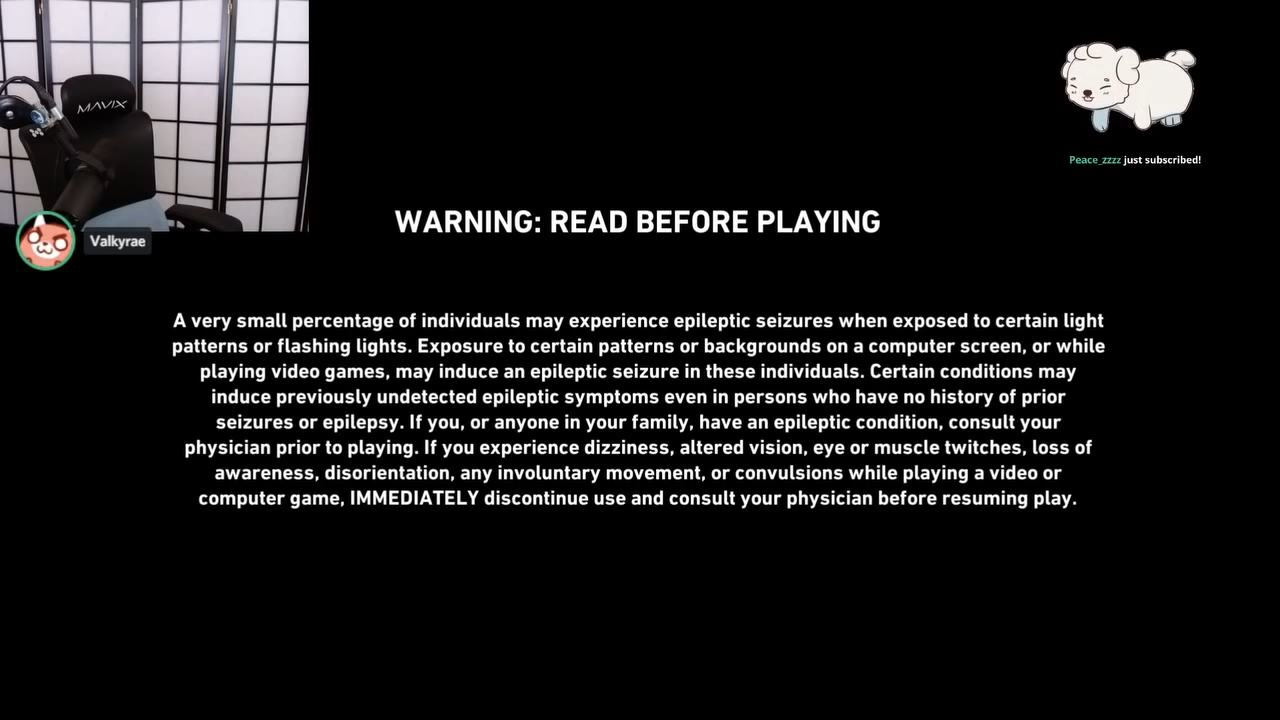 MAVIX
Peace_zzzz just subscribed!
WARNING: READ BEFORE PLAYING
Valkyrae
A very small percentage of individuals may experience epileptic seizures when exposed to certain light
patterns or flashing lights. Exposure to certain patterns or backgrounds on a computer screen, or while
playing video games, may induce an epileptic seizure in these individuals. Certain conditions may
induce previously undetected epileptic symptoms even in persons who have no history of prior
seizures or epilepsy. If you, or anyone in your family, have an epileptic condition, consult your
physician prior to playing. If you experience dizziness, altered vision, eye or muscle twitches, loss of
awareness, disorientation, any involuntary movement, or convulsions while playing a video or
computer game, IMMEDIATELY discontinue use and consult your physician before resuming play.